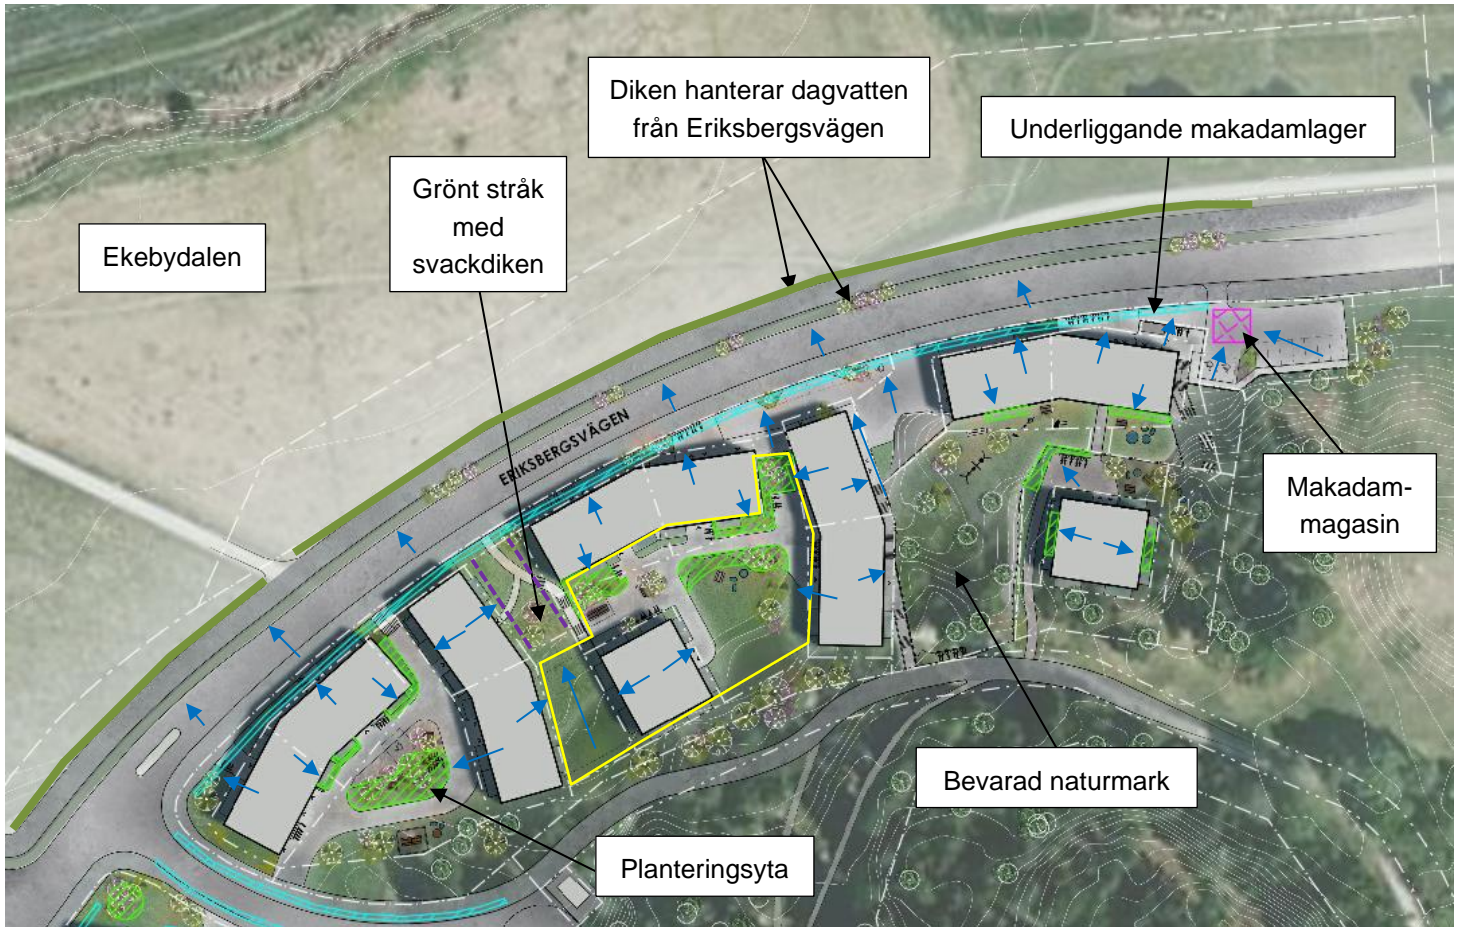 Diken hanterar dagvatten
från Eriksbergsvägen
Underliggande makadamlager
Grönt stråk
med
svackdiken
Ekebydalen
ERIKSBERGSVÄGEN
Makadam-
magasin
Bevarad naturmark
Planteringsyta